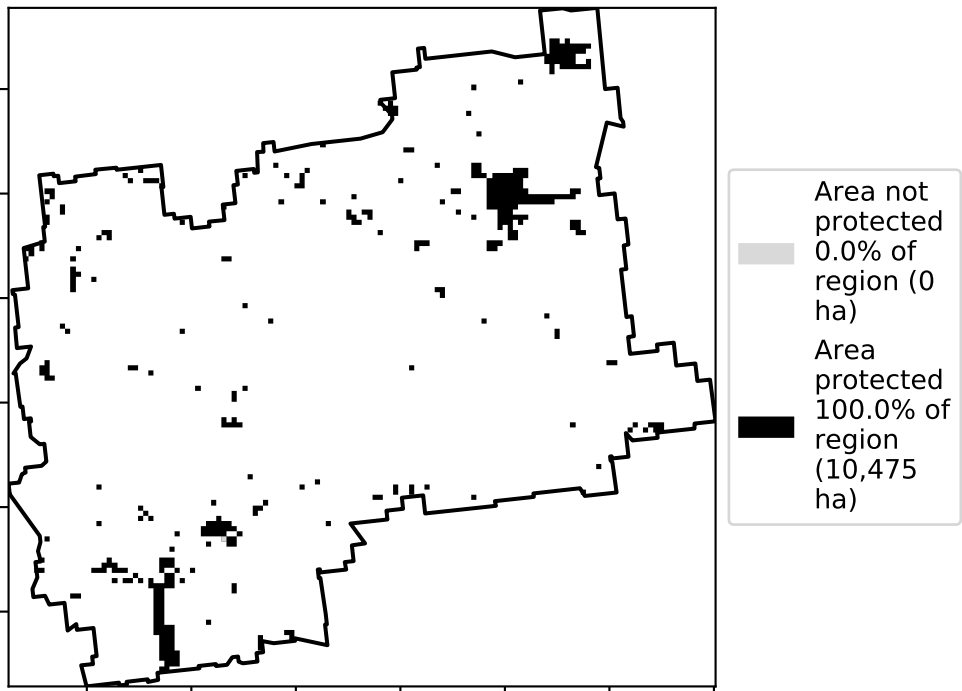 Area not
protected
0.0% of
region (0
ha)
Area
protected
100.0% of
region
(10,475
ha)